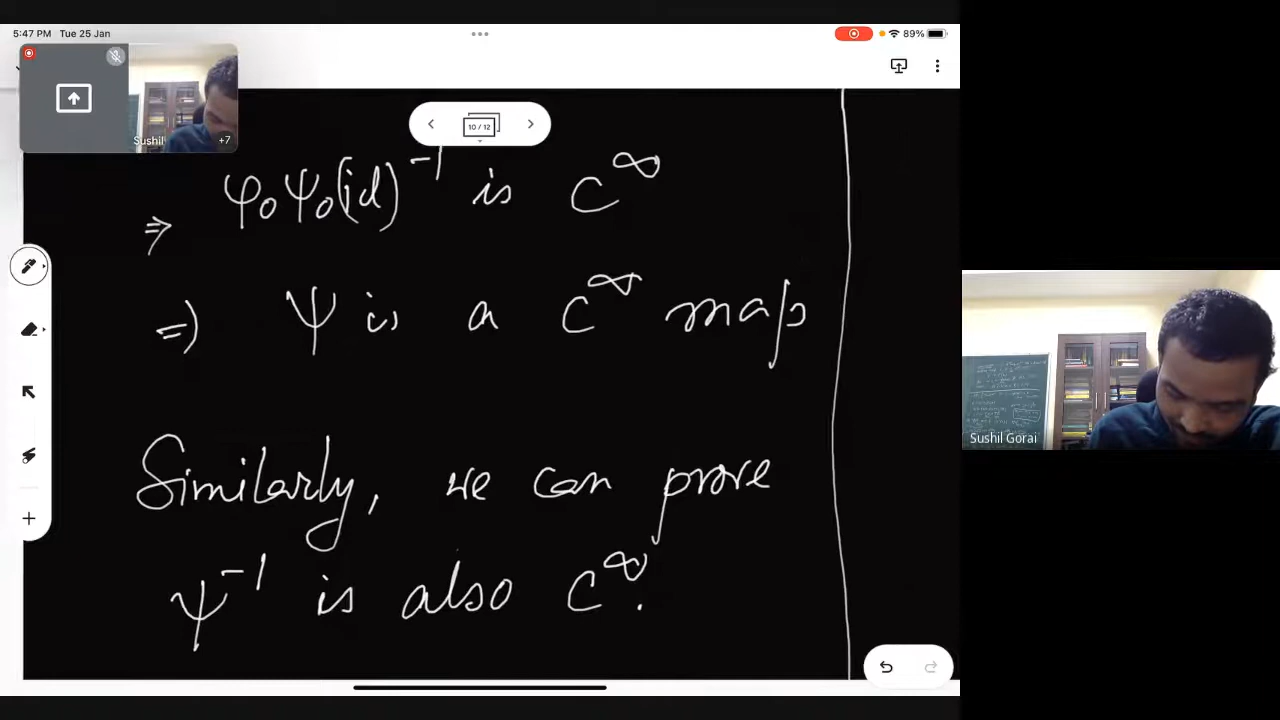 5:47 PM Tue 25 Jan
89%
Sushil
+7
10 / 12
⇒ φ∘ψ∘(id)⁻¹ is C^∞
⇒ ψ is a C^∞ map
Similarly, we can prove
ψ⁻¹ is also C^∞.
Sushil Gorai